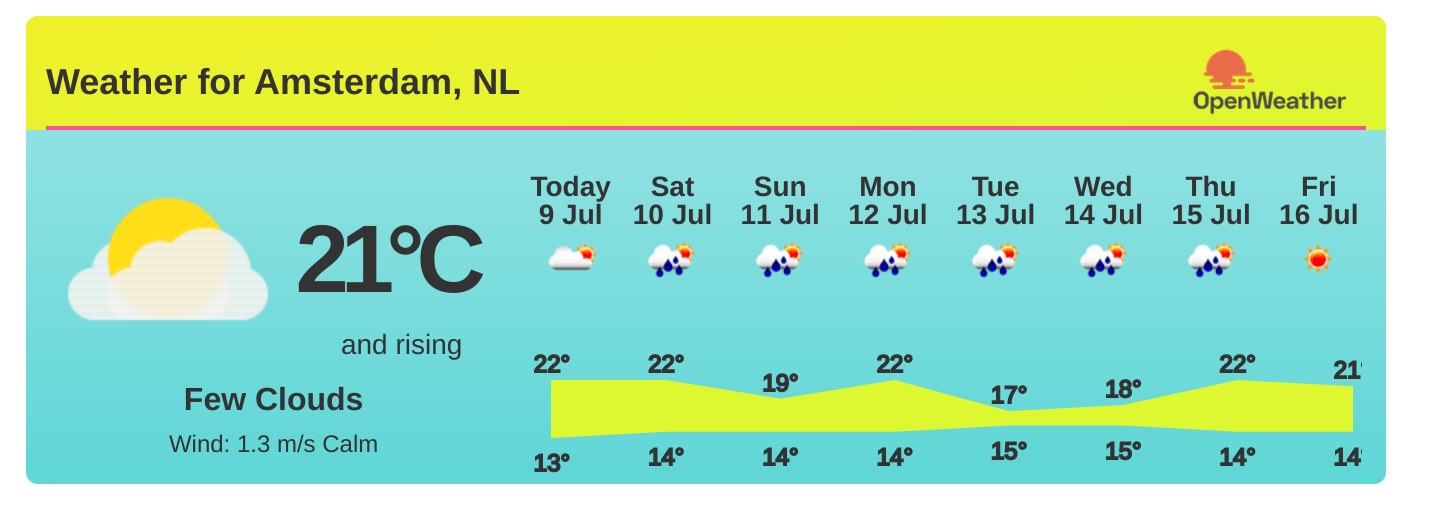 Weather for Amsterdam, NL
OpenWeather
21°C
and rising
Few Clouds
Wind: 1.3 m/s Calm
Today Sat Sun Mon Tue Wed Thu Fri
9 Jul 10 Jul 11 Jul 12 Jul 13 Jul 14 Jul 15 Jul 16 Jul
22° 22° 19° 22° 17° 18° 22° 21°
13° 14° 14° 14° 15° 15° 14° 14°